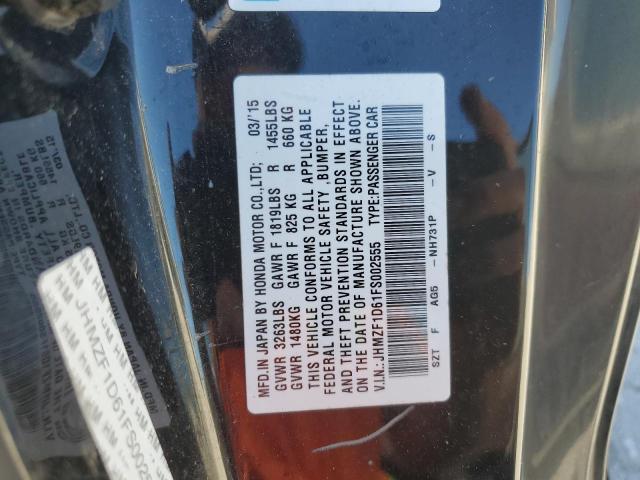 MFD.IN JAPAN BY HONDA MOTOR CO.,LTD; 03/'15
GVWR 3263LBS GAWR F 1819LBS R 1455LBS
GVWR 1480KG GAWR F 825 KG R 660 KG
THIS VEHICLE CONFORMS TO ALL APPLICABLE
FEDERAL MOTOR VEHICLE SAFETY ,BUMPER,
AND THEFT PREVENTION STANDARDS IN EFFECT
ON THE DATE OF MANUFACTURE SHOWN ABOVE.
V.I.N.: JHMZF1D61FS002555 TYPE:PASSENGER CAR
SZT F AG5 -NH731P -V -S
HM JHMZF1D61FS0025